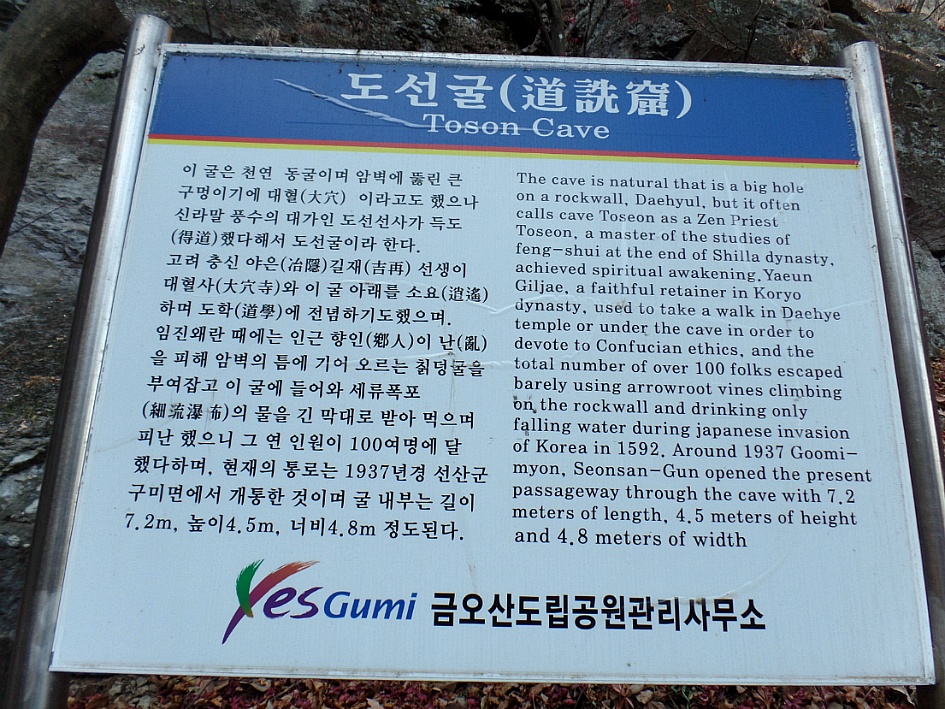 도선굴(道詵窟)
Toson Cave
이 굴은 천연 동굴이며 암벽에 뚫린 큰
구멍이기에 대혈(大穴) 이라고도 했으나
신라말 풍수의 대가인 도선선사가 득도
(得道)했다해서 도선굴이라 한다.
고려 충신 야은(冶隱)길재(吉再) 선생이
대혈사(大穴寺)와 이 굴 아래를 소요(逍遙)
하며 도학(道學)에 전념하기도했으며.
임진왜란 때에는 인근 향인(鄕人)이 난(亂)
을 피해 암벽의 틈에 기어 오르는 칡덩굴을
부여잡고 이 굴에 들어와 세류폭포
(細流瀑布)의 물을 긴 막대로 받아 먹으며
피난 했으니 그 연 인원이 100여명에 달
했다하며, 현재의 통로는 1937년경 선산군
구미면에서 개통한 것이며 굴 내부는 길이
7.2m, 높이4.5m, 너비4.8m 정도된다.
The cave is natural that is a big hole
on a rockwall, Daehyul, but it often
calls cave Toseon as a Zen Priest
Toseon, a master of the studies of
feng-shui at the end of Shilla dynasty,
achieved spiritual awakening.Yaeun
Giljae, a faithful retainer in Koryo
dynasty, used to take a walk in Daehye
temple or under the cave in order to
devote to Confucian ethics, and the
total number of over 100 folks escaped
barely using arrowroot vines climbing
on the rockwall and drinking only
falling water during japanese invasion
of Korea in 1592. Around 1937 Goomi-
myon, Seonsan-Gun opened the present
passageway through the cave with 7.2
meters of length, 4.5 meters of height
and 4.8 meters of width
Yes Gumi 금오산도립공원관리사무소